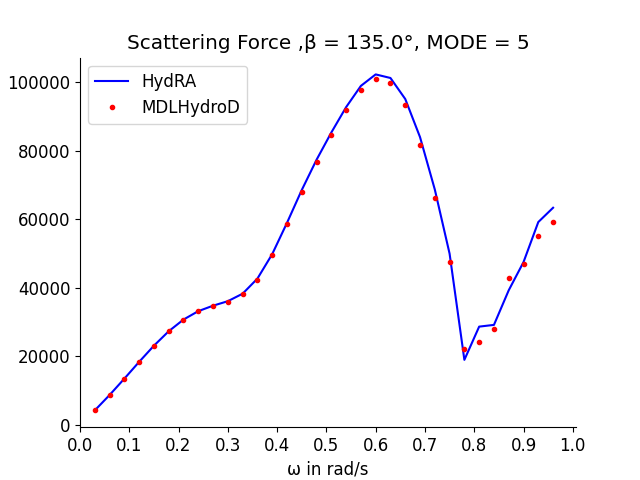 Scattering Force ,β = 135.0°, MODE = 5
HydRA
MDLHydroD
100000
80000
60000
40000
20000
0
0.0 0.1 0.2 0.3 0.4 0.5 0.6 0.7 0.8 0.9 1.0
ω in rad/s